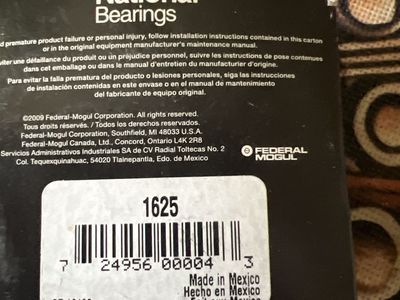 National
Bearings
d premature product failure or personal injury, follow installation instructions contained in this carton
or in the original equipment manufacturer's maintenance manual.
viter une défaillance du produit ou un préjudice personnel, suivre les instructions de pose contenues
dans cet emballage ou dans le manuel d'entretien du manufacturier d'origine.
Para evitar la falla prematura del producto o lesiones personales, siga las instrucciones
de instalación contenidas en este envase o en el manual de mantenimiento
del fabricante de equipo original.
©2009 Federal-Mogul Corporation. All rights reserved.
Tous droits réservés. / Todos los derechos reservados.
Federal-Mogul Corporation, Southfield, MI 48033 U.S.A.
Federal-Mogul Canada, Ltd., Concord, Ontario L4K 2R8
Servicios Administrativos Industriales SA de CV Radial Toltecas No. 2
Col. Tequexquinahuac, 54020 Tlalnepantla, Edo. de Mexico
FEDERAL
MOGUL
1625
7 24956 00004 3
Made in Mexico
Hecho en Mexico